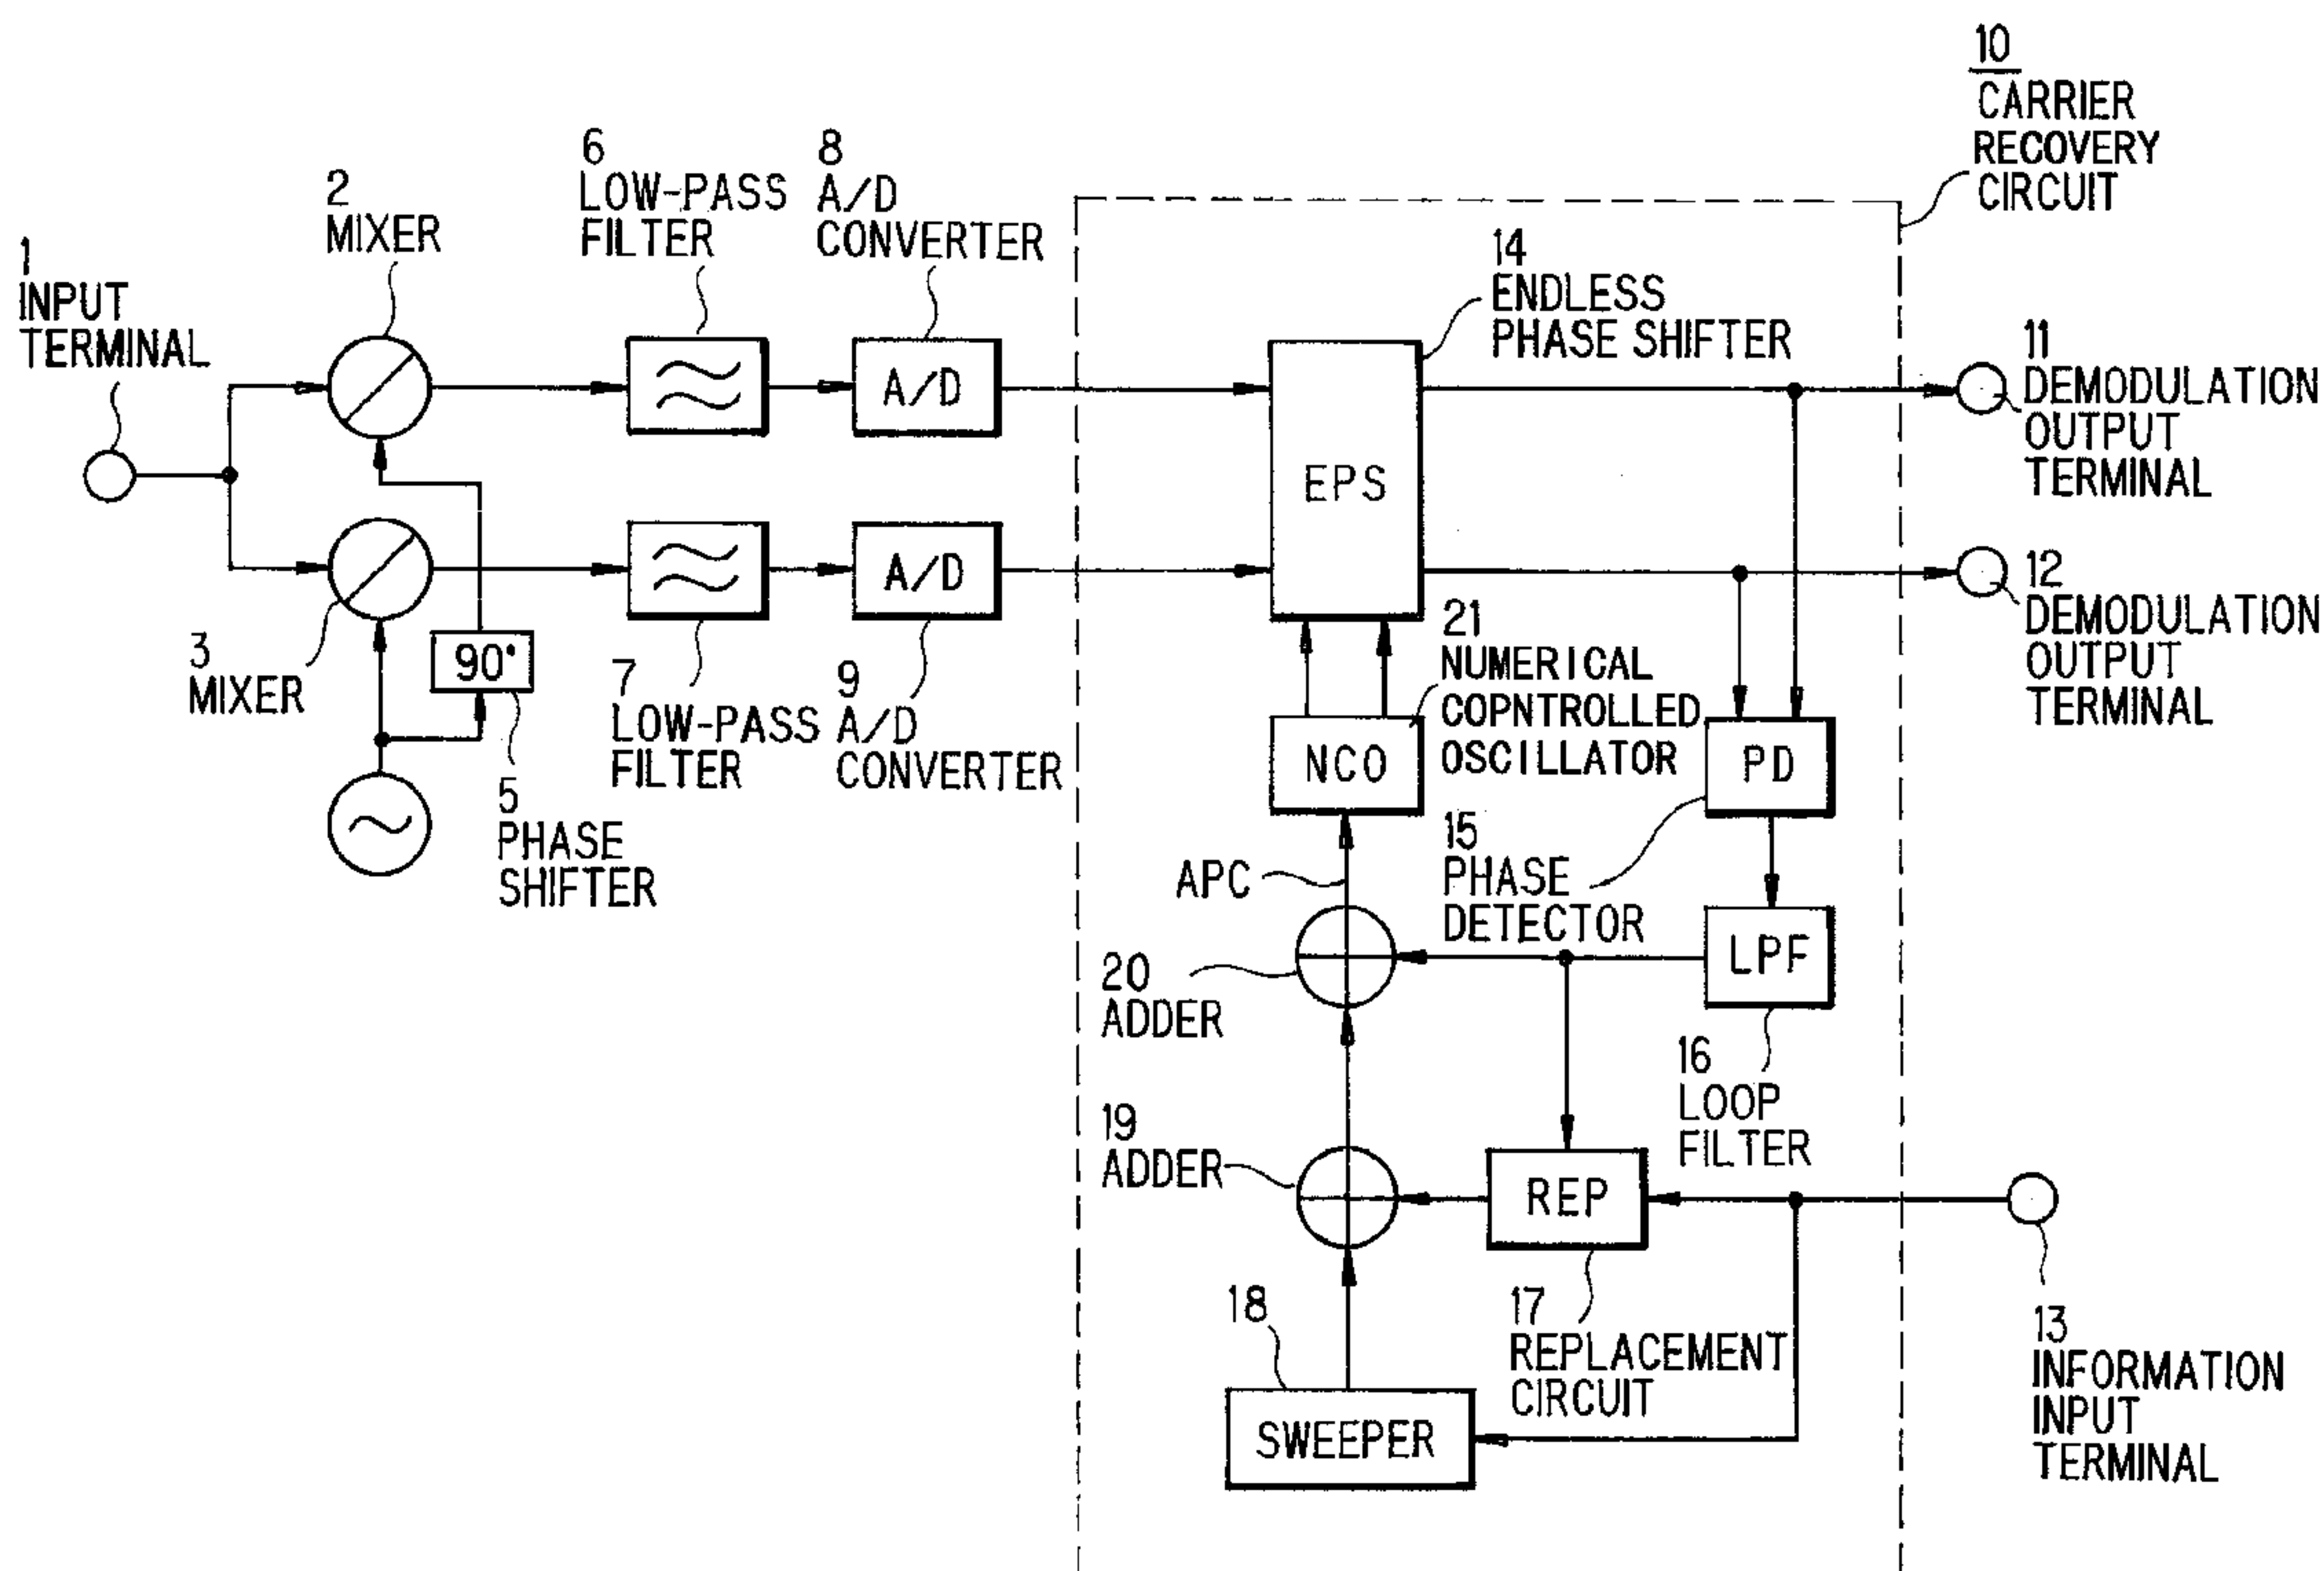 10
CARRIER
RECOVERY
CIRCUIT
1
INPUT
TERMINAL
2
MIXER
6
LOW-PASS
FILTER
8
A/D
CONVERTER
14
ENDLESS
PHASE SHIFTER
11
DEMODULATION
OUTPUT
TERMINAL
A/D
EPS
3
MIXER
90°
A/D
12
DEMODULATION
OUTPUT
TERMINAL
5
PHASE
SHIFTER
7
LOW-PASS
FILTER
9
A/D
CONVERTER
21
NUMERICAL
COPNTROLLED
OSCILLATOR
NCO
PD
APC
15
PHASE
DETECTOR
LPF
20
ADDER
16
LOOP
FILTER
19
ADDER
REP
18
17
REPLACEMENT
CIRCUIT
13
INFORMATION
INPUT
TERMINAL
SWEEPER